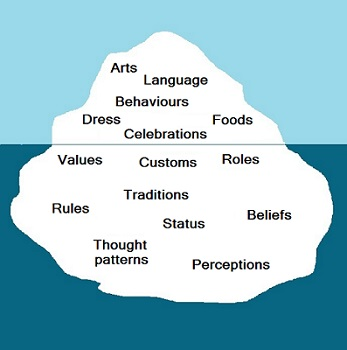 Arts
Language
Behaviours
Dress
Foods
Celebrations
Values
Customs
Roles
Traditions
Rules
Status
Beliefs
Thought
patterns
Perceptions